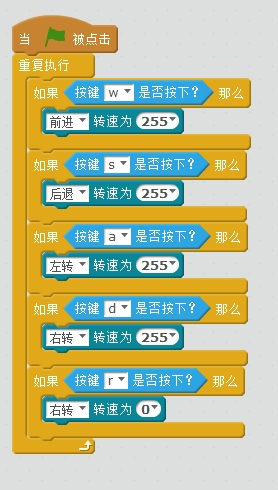 当 被点击
重复执行
如果 按键 w 是否按下? 那么
前进 转速为 255
如果 按键 s 是否按下? 那么
后退 转速为 255
如果 按键 a 是否按下? 那么
左转 转速为 255
如果 按键 d 是否按下? 那么
右转 转速为 255
如果 按键 r 是否按下? 那么
右转 转速为 0